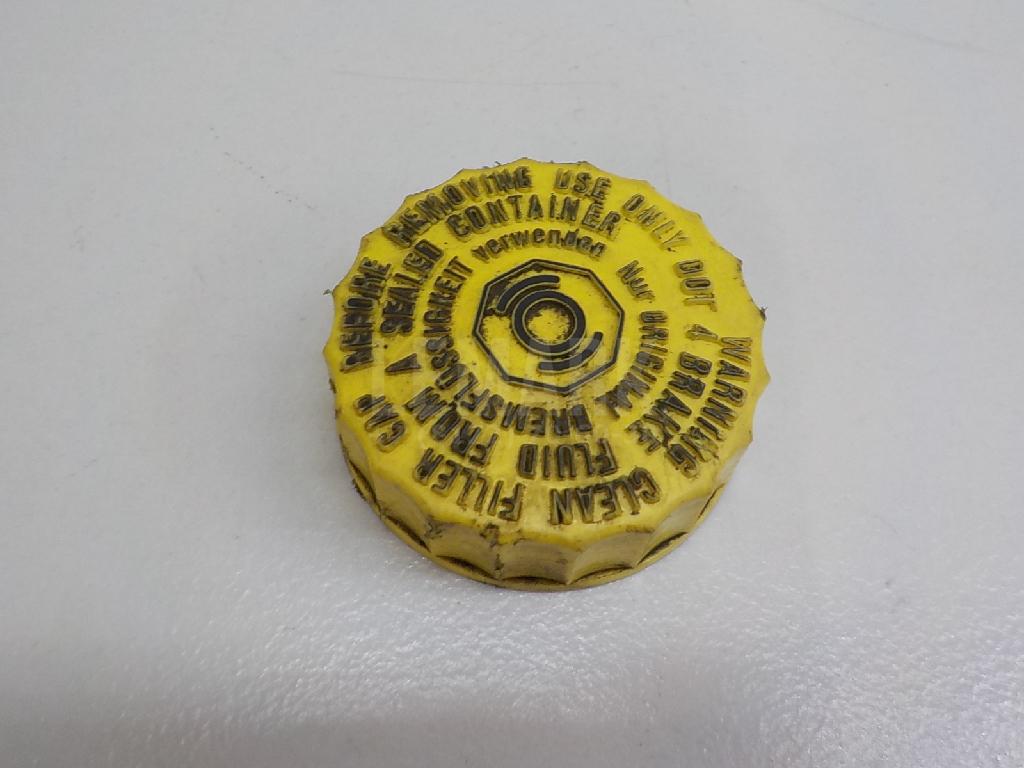 WARNING CLEAN FILLER CAP BEFORE REMOVING USE ONLY DOT
4 BRAKE FLUID FROM A SEALED CONTAINER
Nur ORIGINAL BREMSFLÜSSIGKEIT verwenden